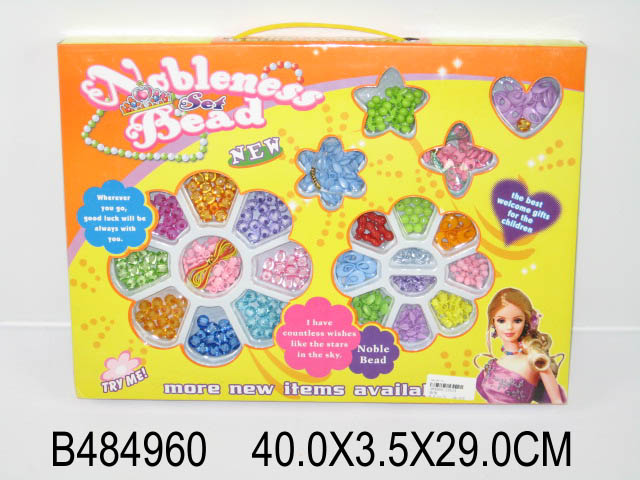 Nobleness
Set
Bead
NEW
Wherever
you go,
good luck will be
always with
you.
the best
welcome gifts
for the
children
I have
countless wishes
like the stars
in the sky.
Noble
Bead
TRY ME!
more new items availa
B484960 40.0X3.5X29.0CM